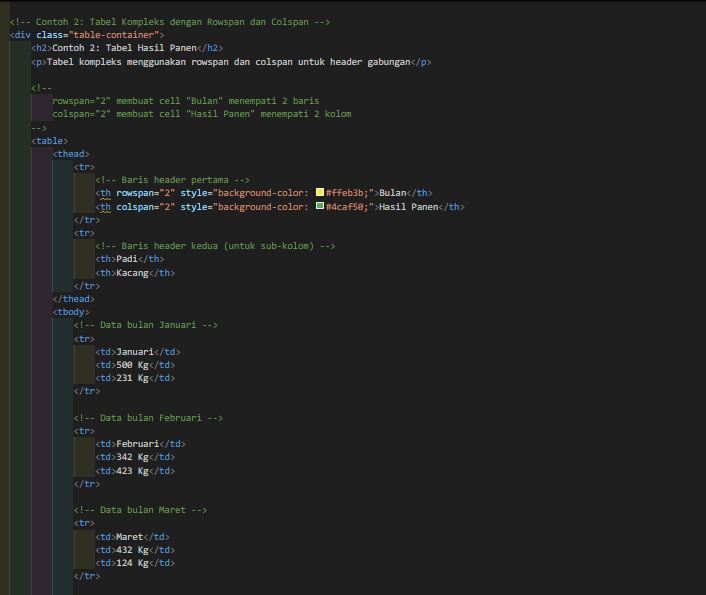 <!-- Contoh 2: Tabel Kompleks dengan Rowspan dan Colspan -->
<div class="table-container">
<h2>Contoh 2: Tabel Hasil Panen</h2>
<p>Tabel kompleks menggunakan rowspan dan colspan untuk header gabungan</p>
<!--
rowspan="2" membuat cell "Bulan" menempati 2 baris
colspan="2" membuat cell "Hasil Panen" menempati 2 kolom
-->
<table>
<thead>
<tr>
<!-- Baris header pertama -->
<th rowspan="2" style="background-color: #ffeb3b;">Bulan</th>
<th colspan="2" style="background-color: #4caf50;">Hasil Panen</th>
</tr>
<tr>
<!-- Baris header kedua (untuk sub-kolom) -->
<th>Padi</th>
<th>Kacang</th>
</tr>
</thead>
<tbody>
<!-- Data bulan Januari -->
<tr>
<td>Januari</td>
<td>500 Kg</td>
<td>231 Kg</td>
</tr>
<!-- Data bulan Februari -->
<tr>
<td>Februari</td>
<td>342 Kg</td>
<td>423 Kg</td>
</tr>
<!-- Data bulan Maret -->
<tr>
<td>Maret</td>
<td>432 Kg</td>
<td>124 Kg</td>
</tr>